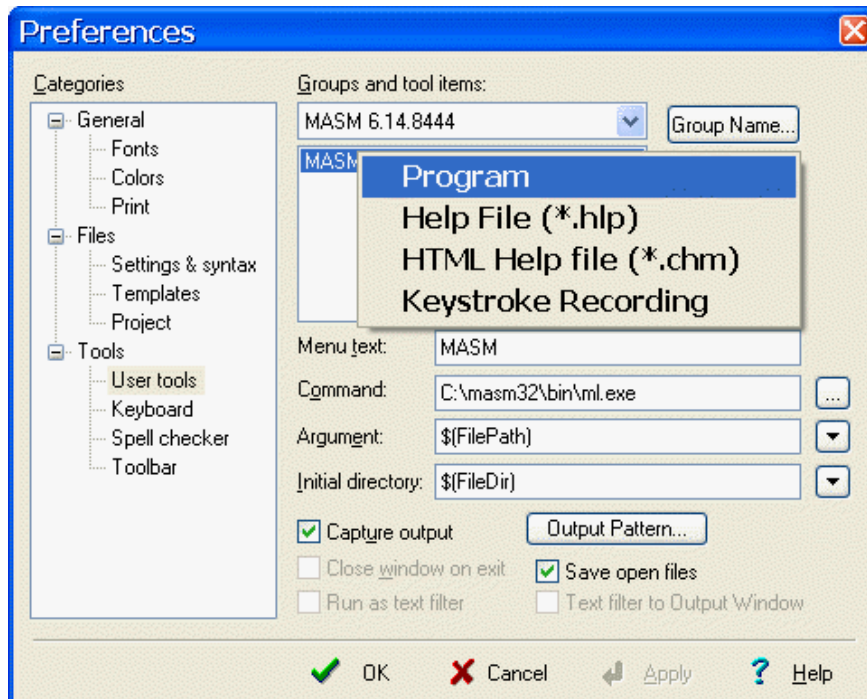 Preferences
Categories
General
Fonts
Colors
Print
Files
Settings & syntax
Templates
Project
Tools
User tools
Keyboard
Spell checker
Toolbar
Groups and tool items:
MASM 6.14.8444
Group Name...
MASM
Program
Help File (*.hlp)
HTML Help file (*.chm)
Keystroke Recording
Menu text: MASM
Command: C:\masm32\bin\ml.exe ...
Argument: $(FilePath)
Initial directory: $(FileDir)
Capture output Output Pattern...
Close window on exit Save open files
Run as text filter Text filter to Output Window
OK Cancel Apply ? Help